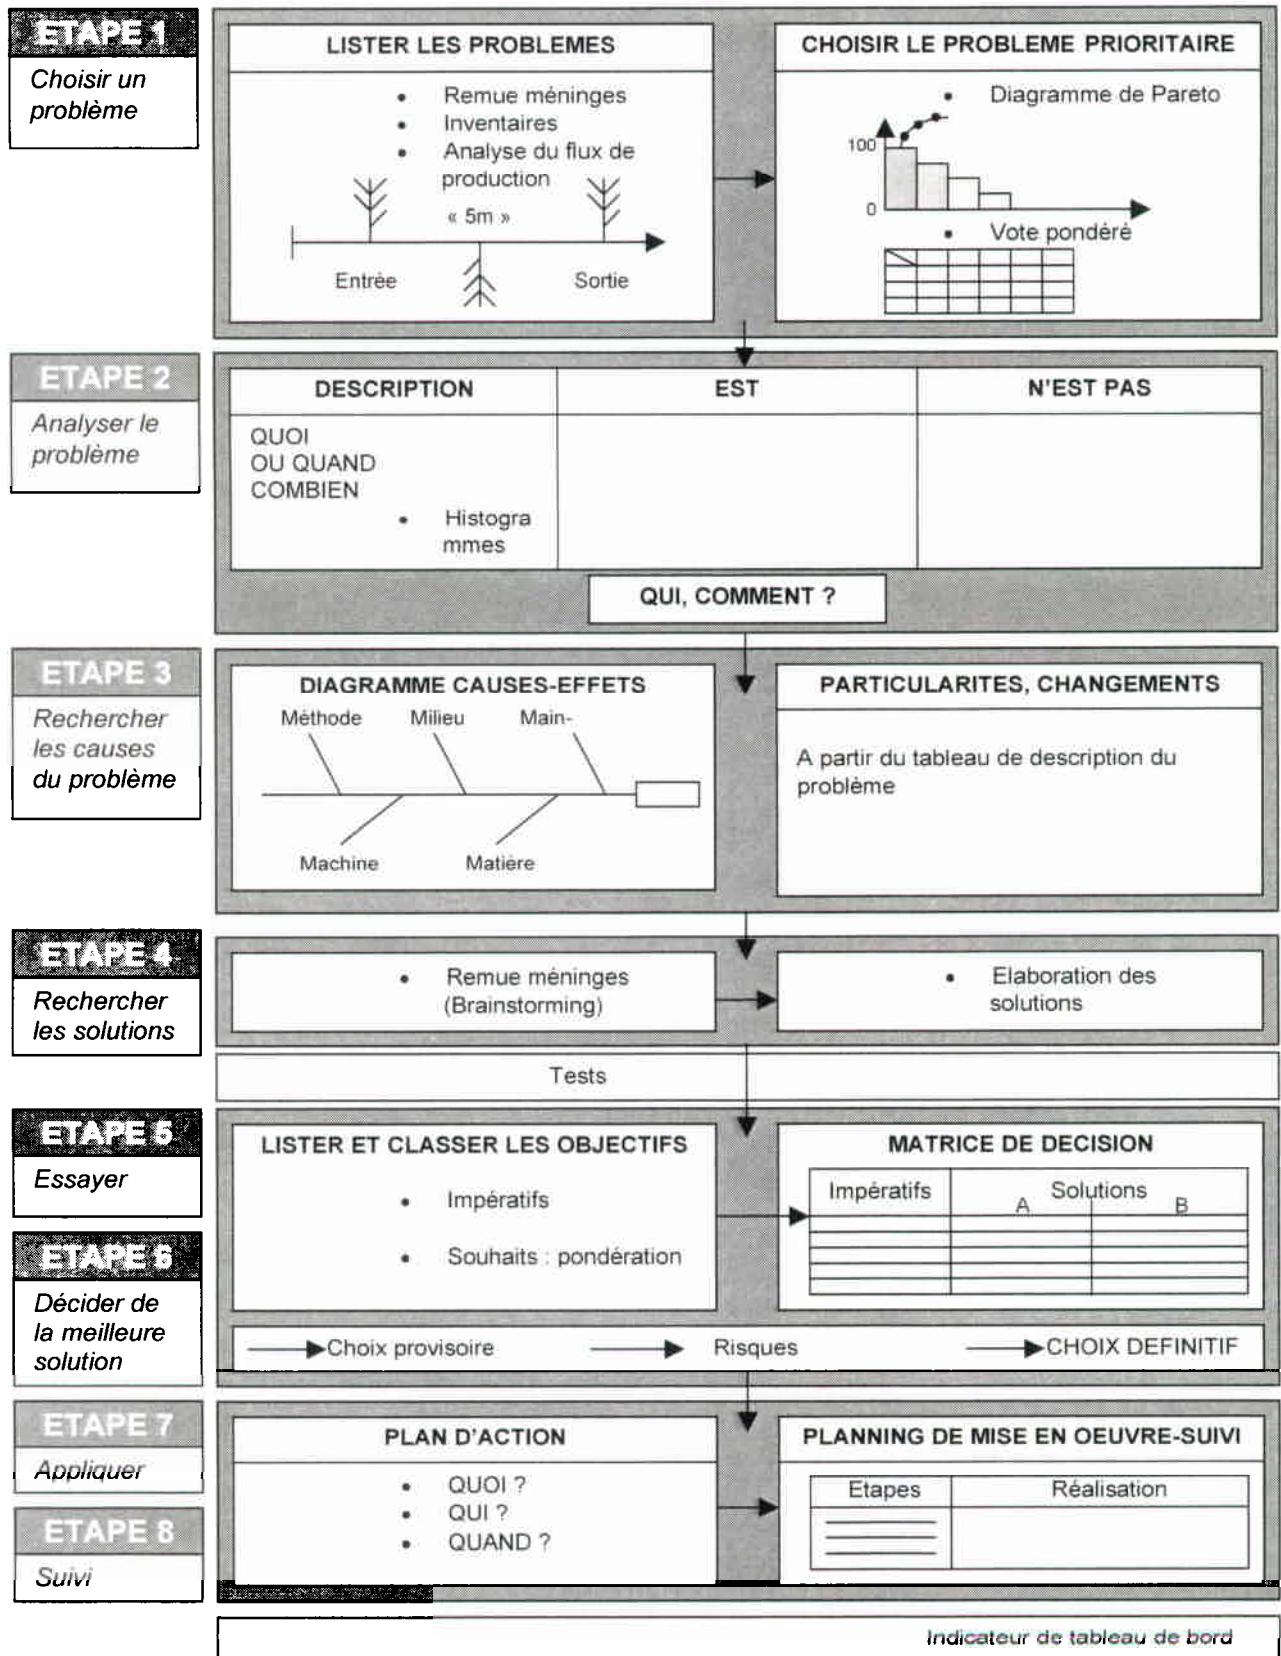 ETAPE 1
Choisir un
problème
LISTER LES PROBLEMES
• Remue méninges
• Inventaires
• Analyse du flux de
production
« 5m »
Entrée
Sortie
CHOISIR LE PROBLEME PRIORITAIRE
• Diagramme de Pareto
100
0
• Vote pondéré
ETAPE 2
Analyser le
problème
DESCRIPTION
EST
N'EST PAS
QUOI
OU QUAND
COMBIEN
• Histogra
mmes
QUI, COMMENT ?
ETAPE 3
Rechercher
les causes
du problème
DIAGRAMME CAUSES-EFFETS
Méthode
Milieu
Main-
Machine
Matière
PARTICULARITES, CHANGEMENTS
A partir du tableau de description du
problème
ETAPE 4
Rechercher
les solutions
• Remue méninges
(Brainstorming)
• Elaboration des
solutions
Tests
ETAPE 5
Essayer
LISTER ET CLASSER LES OBJECTIFS
• Impératifs
• Souhaits : pondération
MATRICE DE DECISION
Impératifs
Solutions
A
B
ETAPE 6
Décider de
la meilleure
solution
Choix provisoire
Risques
CHOIX DEFINITIF
ETAPE 7
Appliquer
PLAN D'ACTION
• QUOI ?
• QUI ?
• QUAND ?
PLANNING DE MISE EN OEUVRE-SUIVI
Etapes
Réalisation
ETAPE 8
Suivi
Indicateur de tableau de bord